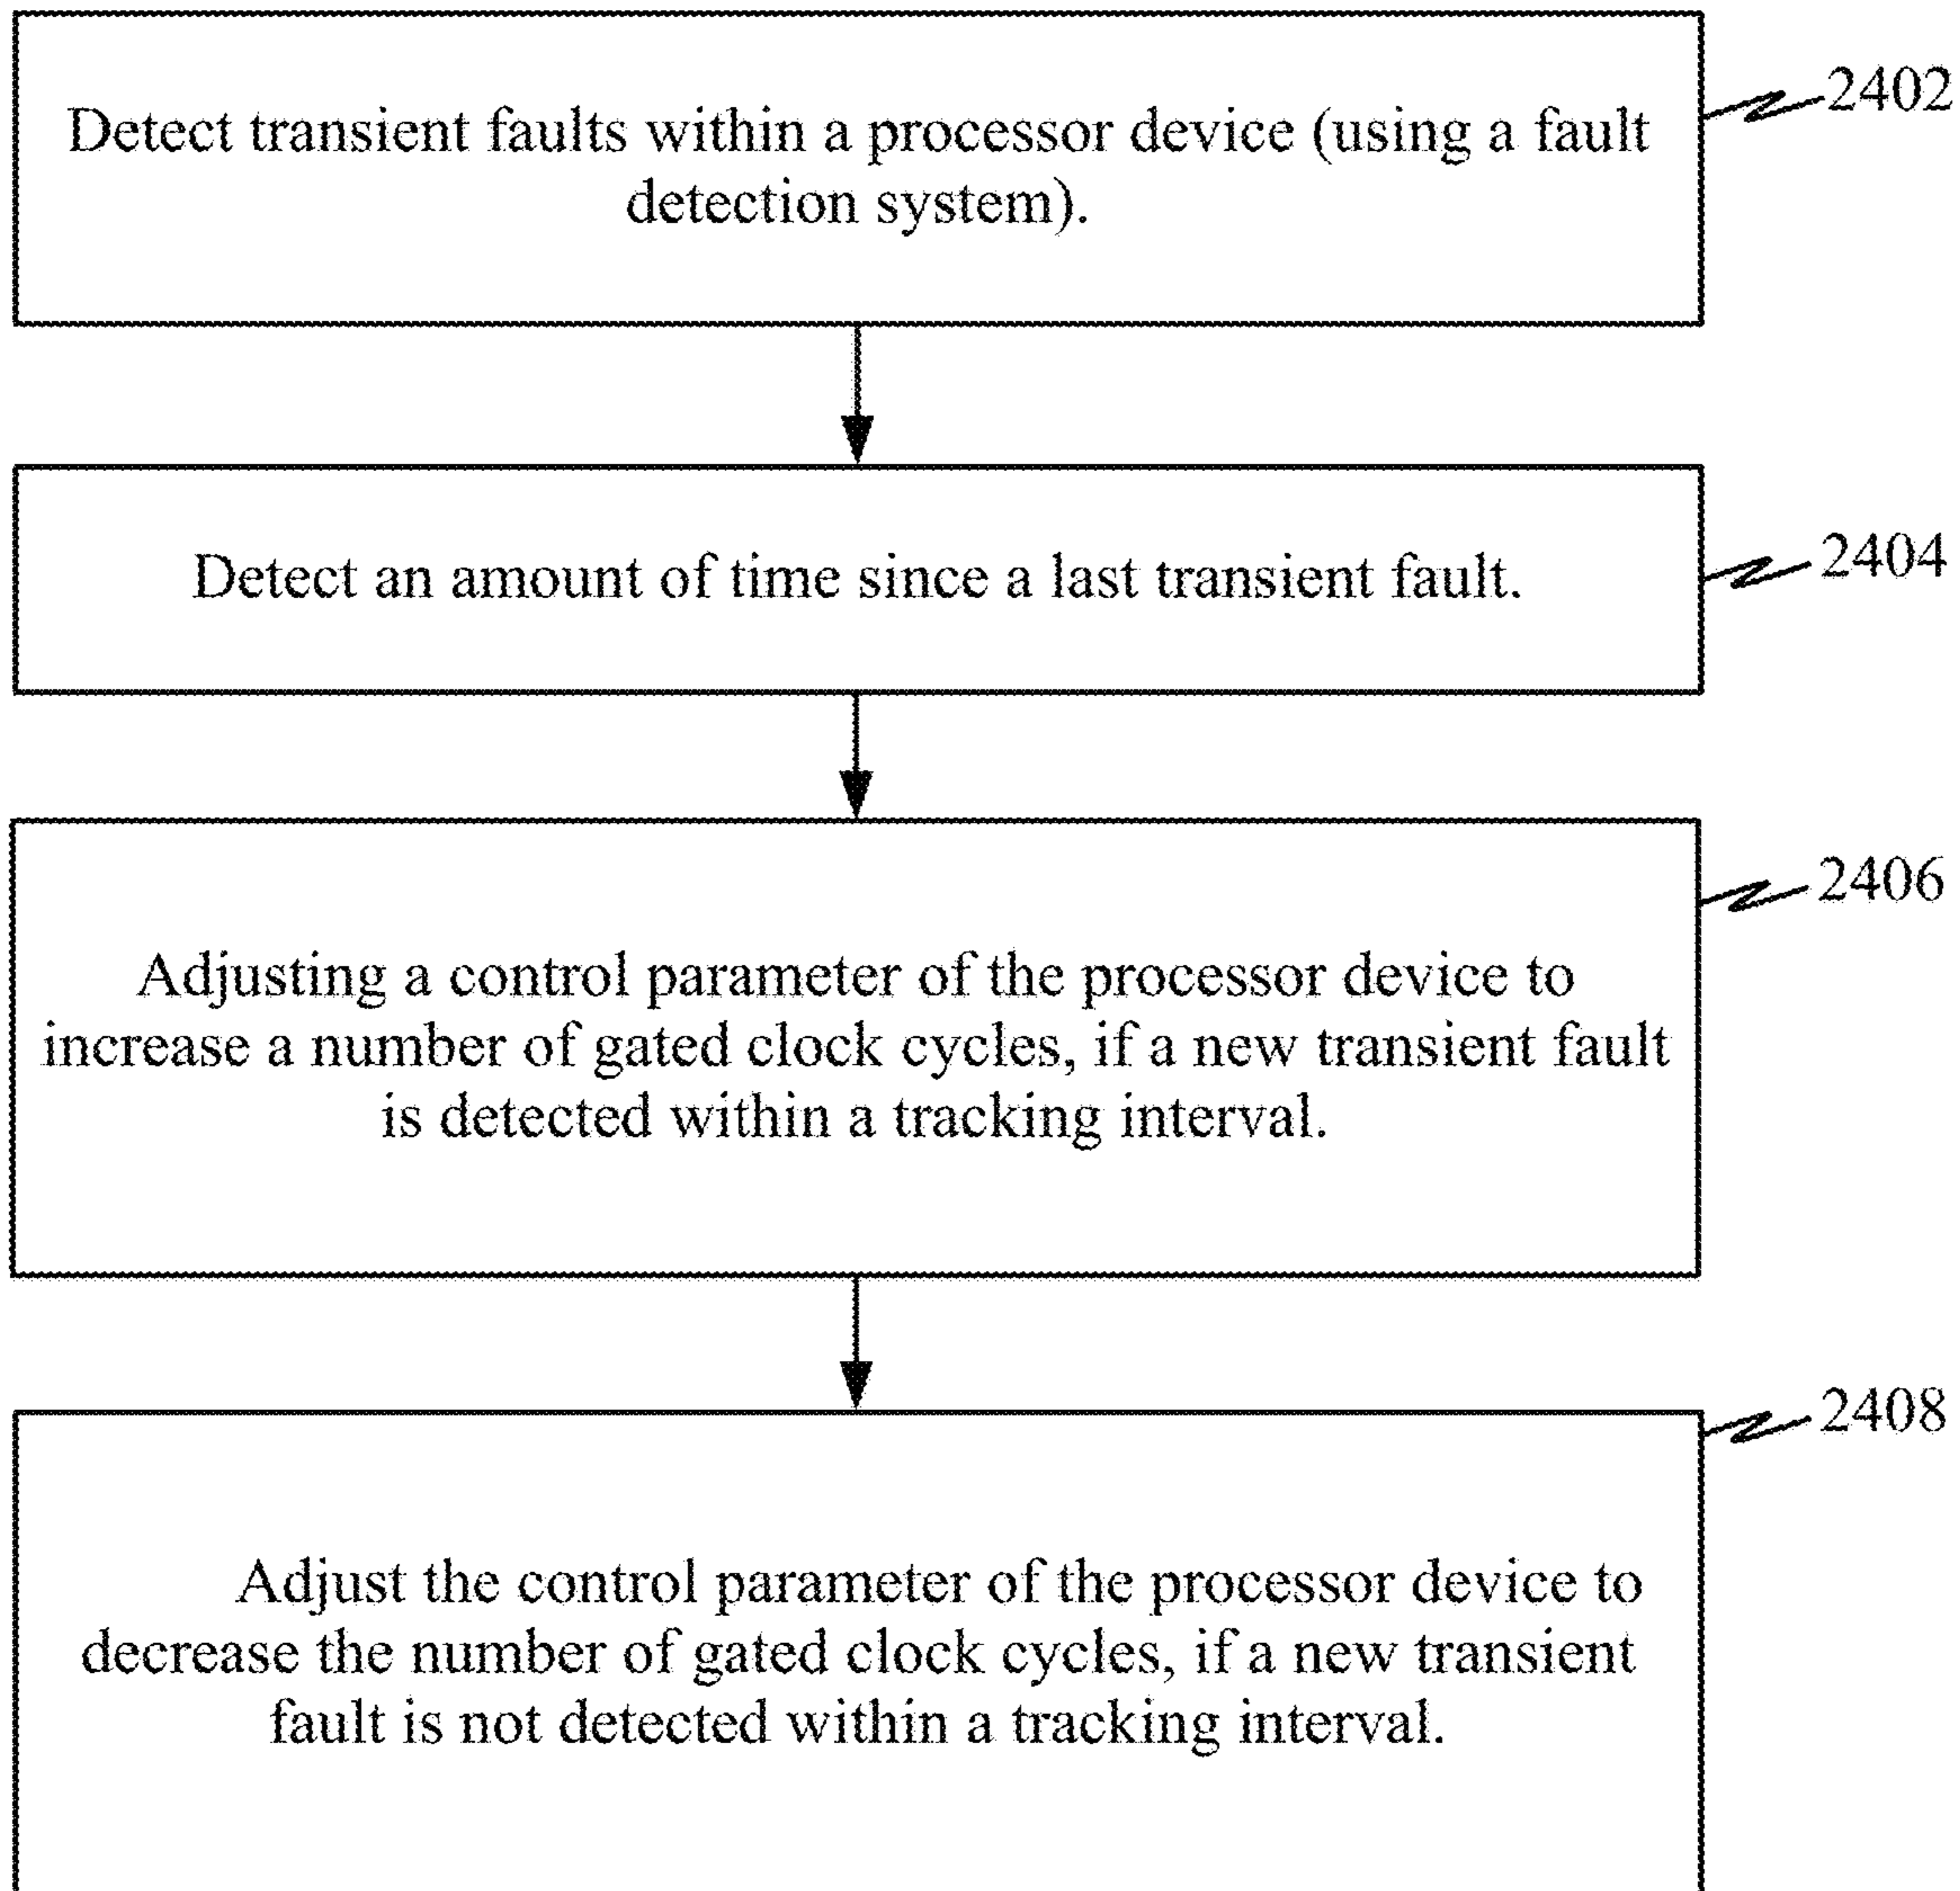 Detect transient faults within a processor device (using a fault
detection system).
2402
Detect an amount of time since a last transient fault.
2404
Adjusting a control parameter of the processor device to
increase a number of gated clock cycles, if a new transient fault
is detected within a tracking interval.
2406
Adjust the control parameter of the processor device to
decrease the number of gated clock cycles, if a new transient
fault is not detected within a tracking interval.
2408